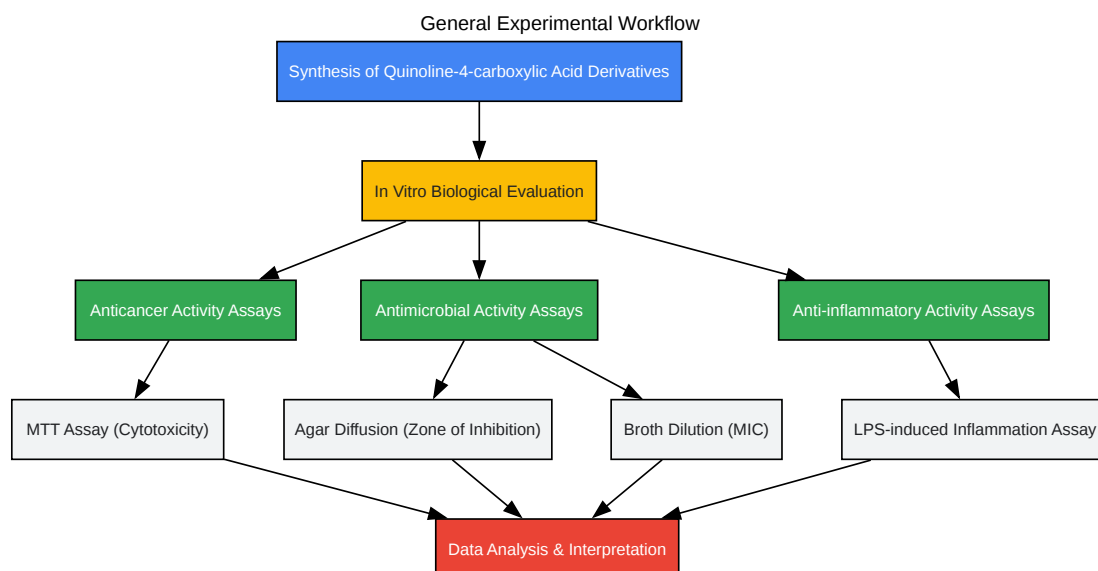 General Experimental Workflow
Synthesis of Quinoline-4-carboxylic Acid Derivatives
In Vitro Biological Evaluation
Anticancer Activity Assays
Antimicrobial Activity Assays
Anti-inflammatory Activity Assays
MTT Assay (Cytotoxicity)
Agar Diffusion (Zone of Inhibition)
Broth Dilution (MIC)
LPS-induced Inflammation Assay
Data Analysis & Interpretation